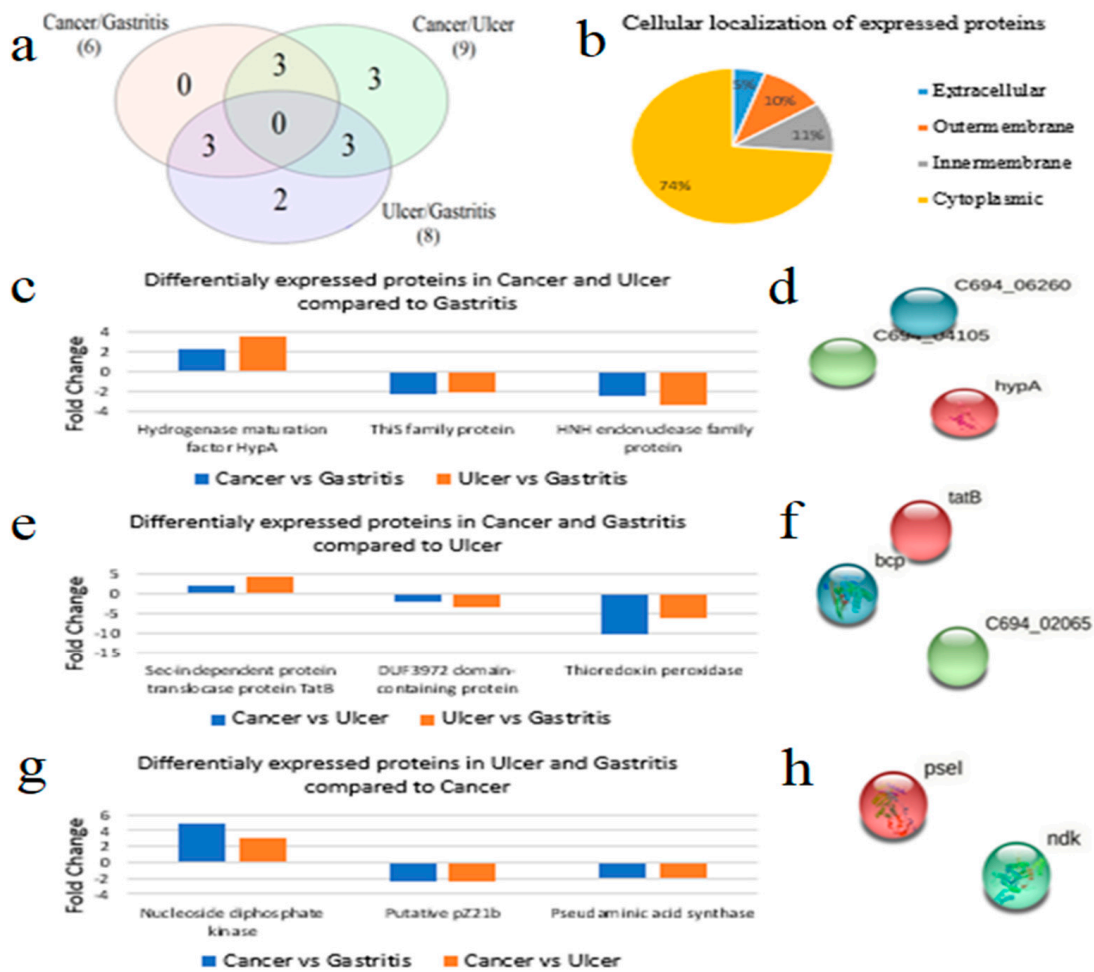 a
Cancer/Gastritis
(6)
Cancer/Ulcer
(9)
0
3
3
0
3
3
2
Ulcer/Gastritis
(8)
b
Cellular localization of expressed proteins
5%
10%
11%
74%
Extracellular
Outermembrane
Innermembrane
Cytoplasmic
c
Differentialy expressed proteins in Cancer and Ulcer
compared to Gastritis
Fold Change
4
2
0
-2
-4
Hydrogenase maturation
factor HypA
ThiS family protein
HNH endonuclease family
protein
Cancer vs Gastritis
Ulcer vs Gastritis
d
C694_06260
C694_04105
hypA
e
Differentialy expressed proteins in Cancer and Gastritis
compared to Ulcer
Fold Change
5
0
-5
-10
-15
Sec-independent protein
translocase protein TatB
DUF3972 domain-
containing protein
Thioredoxin peroxidase
Cancer vs Ulcer
Ulcer vs Gastritis
f
tatB
bcp
C694_02065
g
Differentialy expressed proteins in Ulcer and Gastritis
compared to Cancer
Fold Change
6
4
2
0
-2
-4
Nucleoside diphosphate
kinase
Putative pZ21b
Pseudaminic acid synthase
Cancer vs Gastritis
Cancer vs Ulcer
h
pseI
ndk